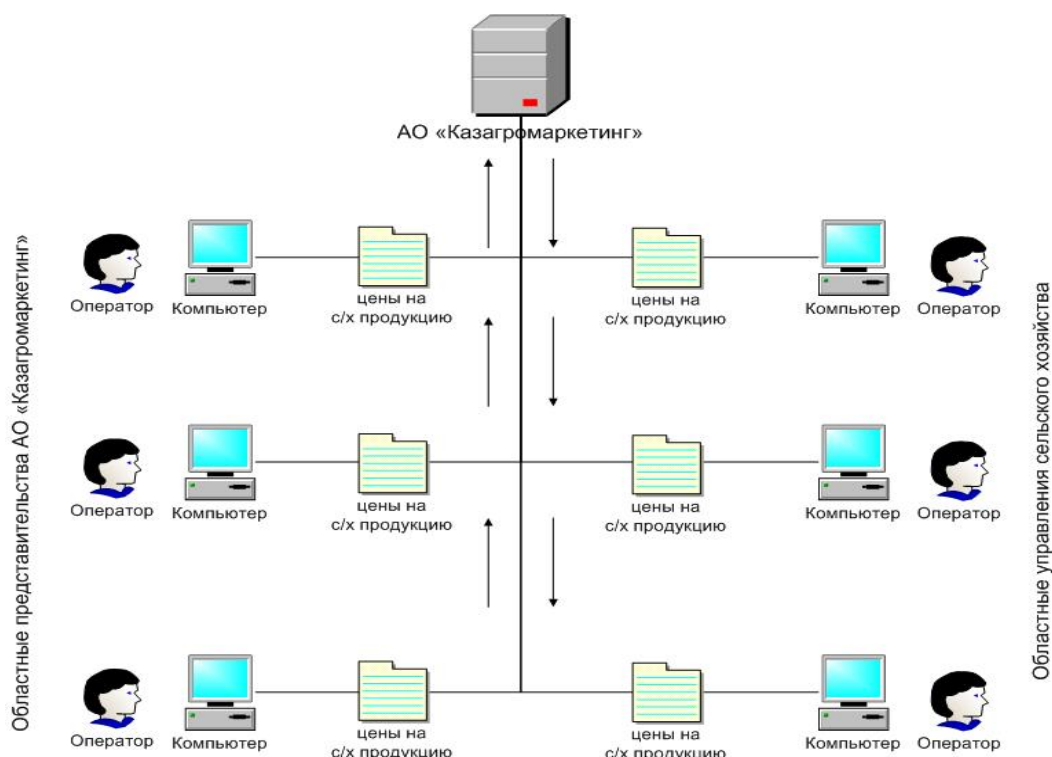 АО «Казагромаркетинг»
Областные представительства АО «Казагромаркетинг»
Областные управления сельского хозяйства
Оператор
Компьютер
цены на
с/х продукцию
цены на
с/х продукцию
Компьютер
Оператор
Оператор
Компьютер
цены на
с/х продукцию
цены на
с/х продукцию
Компьютер
Оператор
Оператор
Компьютер
цены на
с/х продукцию
цены на
с/х продукцию
Компьютер
Оператор